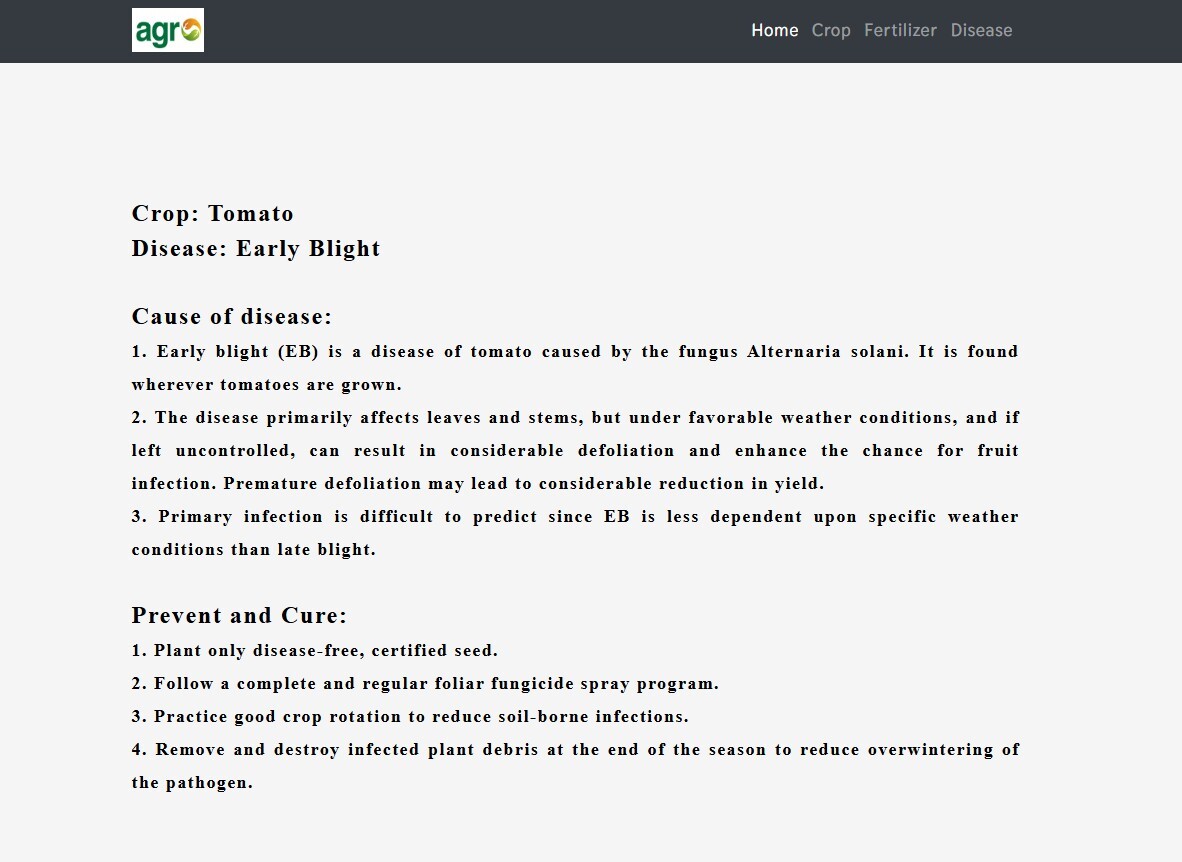 agro
Home Crop Fertilizer Disease
Crop: Tomato
Disease: Early Blight
Cause of disease:
1. Early blight (EB) is a disease of tomato caused by the fungus Alternaria solani. It is found
wherever tomatoes are grown.
2. The disease primarily affects leaves and stems, but under favorable weather conditions, and if
left uncontrolled, can result in considerable defoliation and enhance the chance for fruit
infection. Premature defoliation may lead to considerable reduction in yield.
3. Primary infection is difficult to predict since EB is less dependent upon specific weather
conditions than late blight.
Prevent and Cure:
1. Plant only disease-free, certified seed.
2. Follow a complete and regular foliar fungicide spray program.
3. Practice good crop rotation to reduce soil-borne infections.
4. Remove and destroy infected plant debris at the end of the season to reduce overwintering of
the pathogen.